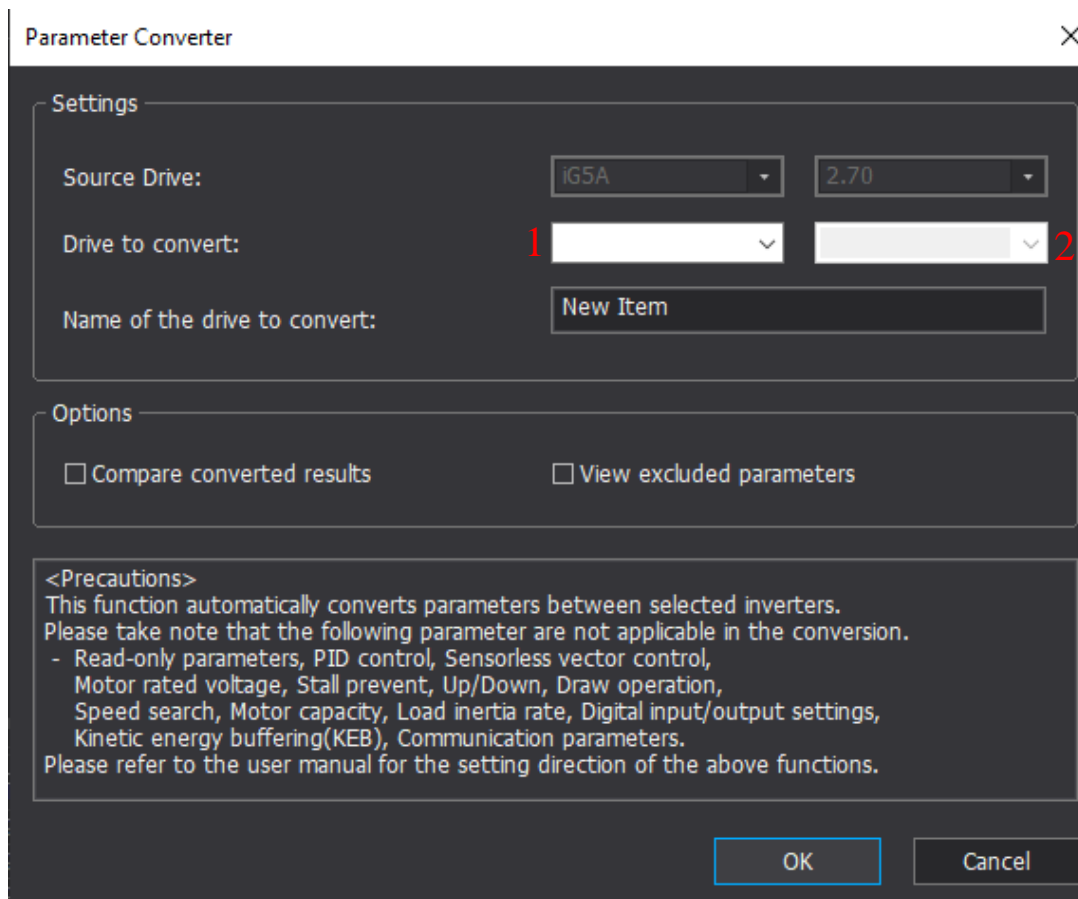 Parameter Converter
Settings
Source Drive: iG5A 2.70
Drive to convert: 1 2
Name of the drive to convert: New Item
Options
Compare converted results View excluded parameters
<Precautions>
This function automatically converts parameters between selected inverters.
Please take note that the following parameter are not applicable in the conversion.
- Read-only parameters, PID control, Sensorless vector control,
Motor rated voltage, Stall prevent, Up/Down, Draw operation,
Speed search, Motor capacity, Load inertia rate, Digital input/output settings,
Kinetic energy buffering(KEB), Communication parameters.
Please refer to the user manual for the setting direction of the above functions.
OK Cancel